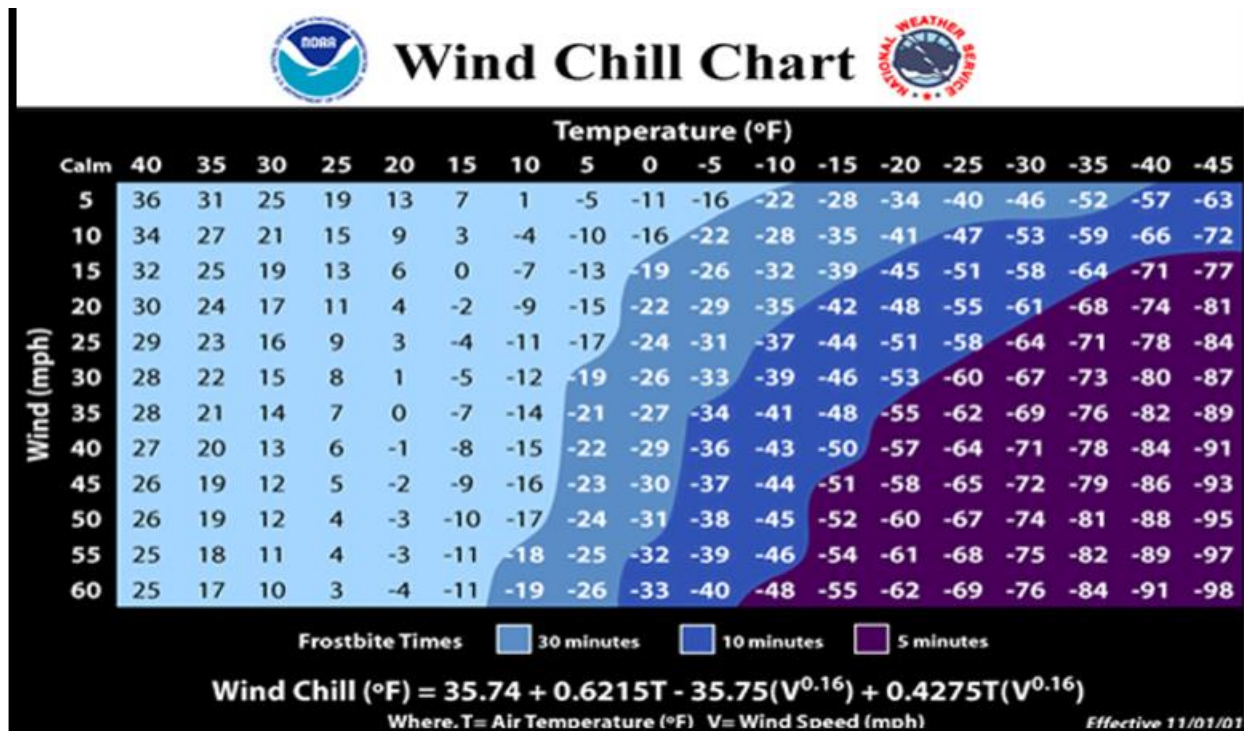 NOAA
Wind Chill Chart
NATIONAL WEATHER SERVICE
Temperature (ºF)
Calm 40 35 30 25 20 15 10 5 0 -5 -10 -15 -20 -25 -30 -35 -40 -45
5 36 31 25 19 13 7 1 -5 -11 -16 -22 -28 -34 -40 -46 -52 -57 -63
10 34 27 21 15 9 3 -4 -10 -16 -22 -28 -35 -41 -47 -53 -59 -66 -72
15 32 25 19 13 6 0 -7 -13 -19 -26 -32 -39 -45 -51 -58 -64 -71 -77
20 30 24 17 11 4 -2 -9 -15 -22 -29 -35 -42 -48 -55 -61 -68 -74 -81
25 29 23 16 9 3 -4 -11 -17 -24 -31 -37 -44 -51 -58 -64 -71 -78 -84
30 28 22 15 8 1 -5 -12 -19 -26 -33 -39 -46 -53 -60 -67 -73 -80 -87
35 28 21 14 7 0 -7 -14 -21 -27 -34 -41 -48 -55 -62 -69 -76 -82 -89
40 27 20 13 6 -1 -8 -15 -22 -29 -36 -43 -50 -57 -64 -71 -78 -84 -91
45 26 19 12 5 -2 -9 -16 -23 -30 -37 -44 -51 -58 -65 -72 -79 -86 -93
50 26 19 12 4 -3 -10 -17 -24 -31 -38 -45 -52 -60 -67 -74 -81 -88 -95
55 25 18 11 4 -3 -11 -18 -25 -32 -39 -46 -54 -61 -68 -75 -82 -89 -97
60 25 17 10 3 -4 -11 -19 -26 -33 -40 -48 -55 -62 -69 -76 -84 -91 -98
Wind (mph)
Frostbite Times 30 minutes 10 minutes 5 minutes
Wind Chill (ºF) = 35.74 + 0.6215T - 35.75(V^0.16) + 0.4275T(V^0.16)
Where, T= Air Temperature (ºF) V= Wind Speed (mph) Effective 11/01/01